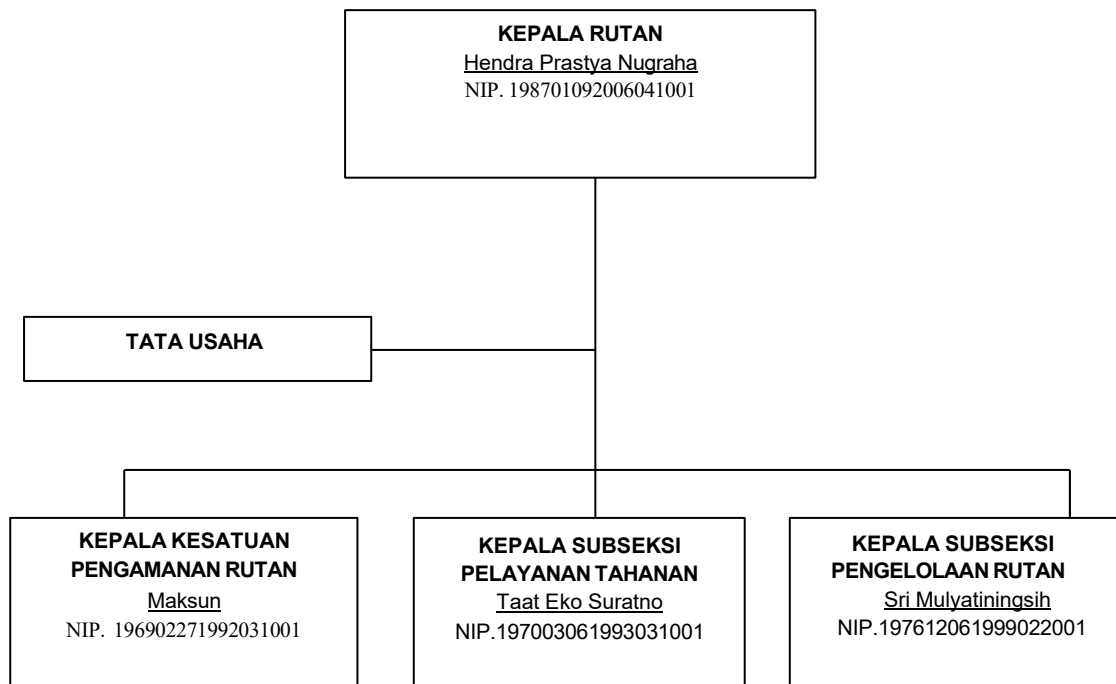 KEPALA RUTAN
Hendra Prastya Nugraha
NIP. 198701092006041001
TATA USAHA
KEPALA KESATUAN
PENGAMANAN RUTAN
Maksun
NIP. 196902271992031001
KEPALA SUBSEKSI
PELAYANAN TAHANAN
Taat Eko Suratno
NIP.197003061993031001
KEPALA SUBSEKSI
PENGELOLAAN RUTAN
Sri Mulyatiningsih
NIP.197612061999022001